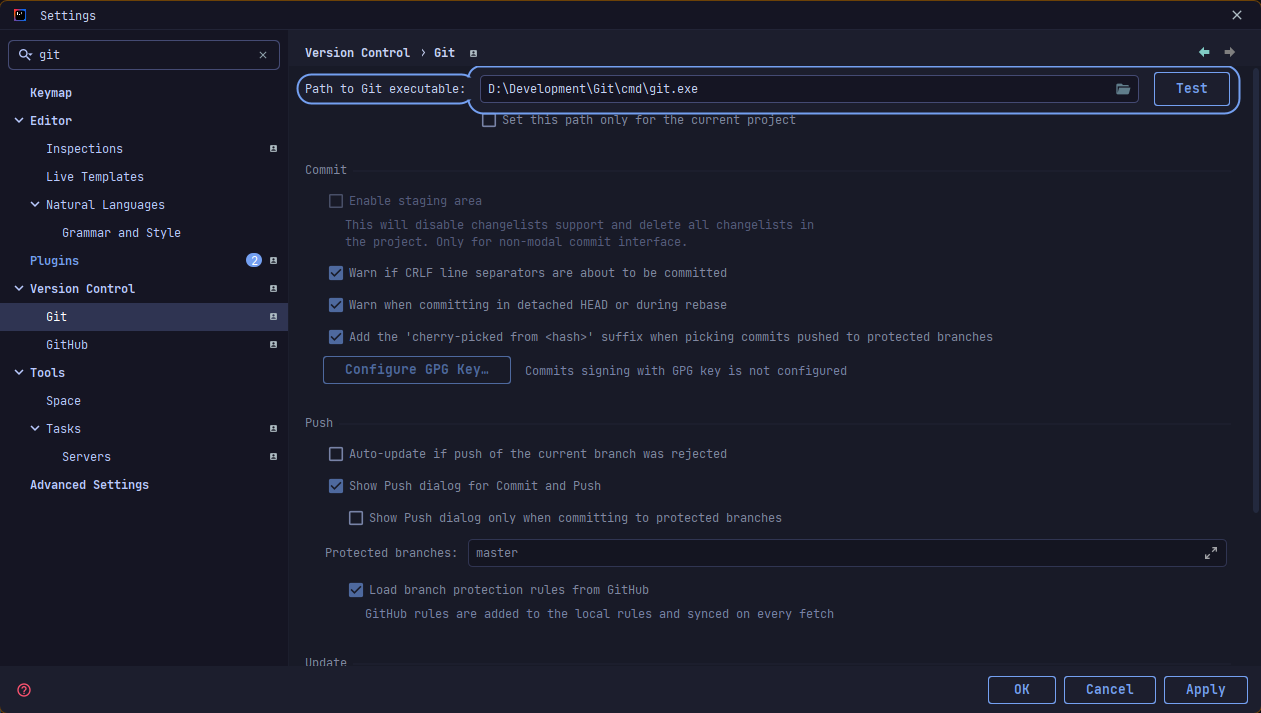 Settings
git
Keymap
Editor
Inspections
Live Templates
Natural Languages
Grammar and Style
Plugins 2
Version Control
Git
GitHub
Tools
Space
Tasks
Servers
Advanced Settings
Version Control › Git
Path to Git executable: D:\Development\Git\cmd\git.exe Test
Set this path only for the current project
Commit
Enable staging area
This will disable changelists support and delete all changelists in
the project. Only for non-modal commit interface.
Warn if CRLF line separators are about to be committed
Warn when committing in detached HEAD or during rebase
Add the 'cherry-picked from <hash>' suffix when picking commits pushed to protected branches
Configure GPG Key… Commits signing with GPG key is not configured
Push
Auto-update if push of the current branch was rejected
Show Push dialog for Commit and Push
Show Push dialog only when committing to protected branches
Protected branches: master
Load branch protection rules from GitHub
GitHub rules are added to the local rules and synced on every fetch
Update
? OK Cancel Apply